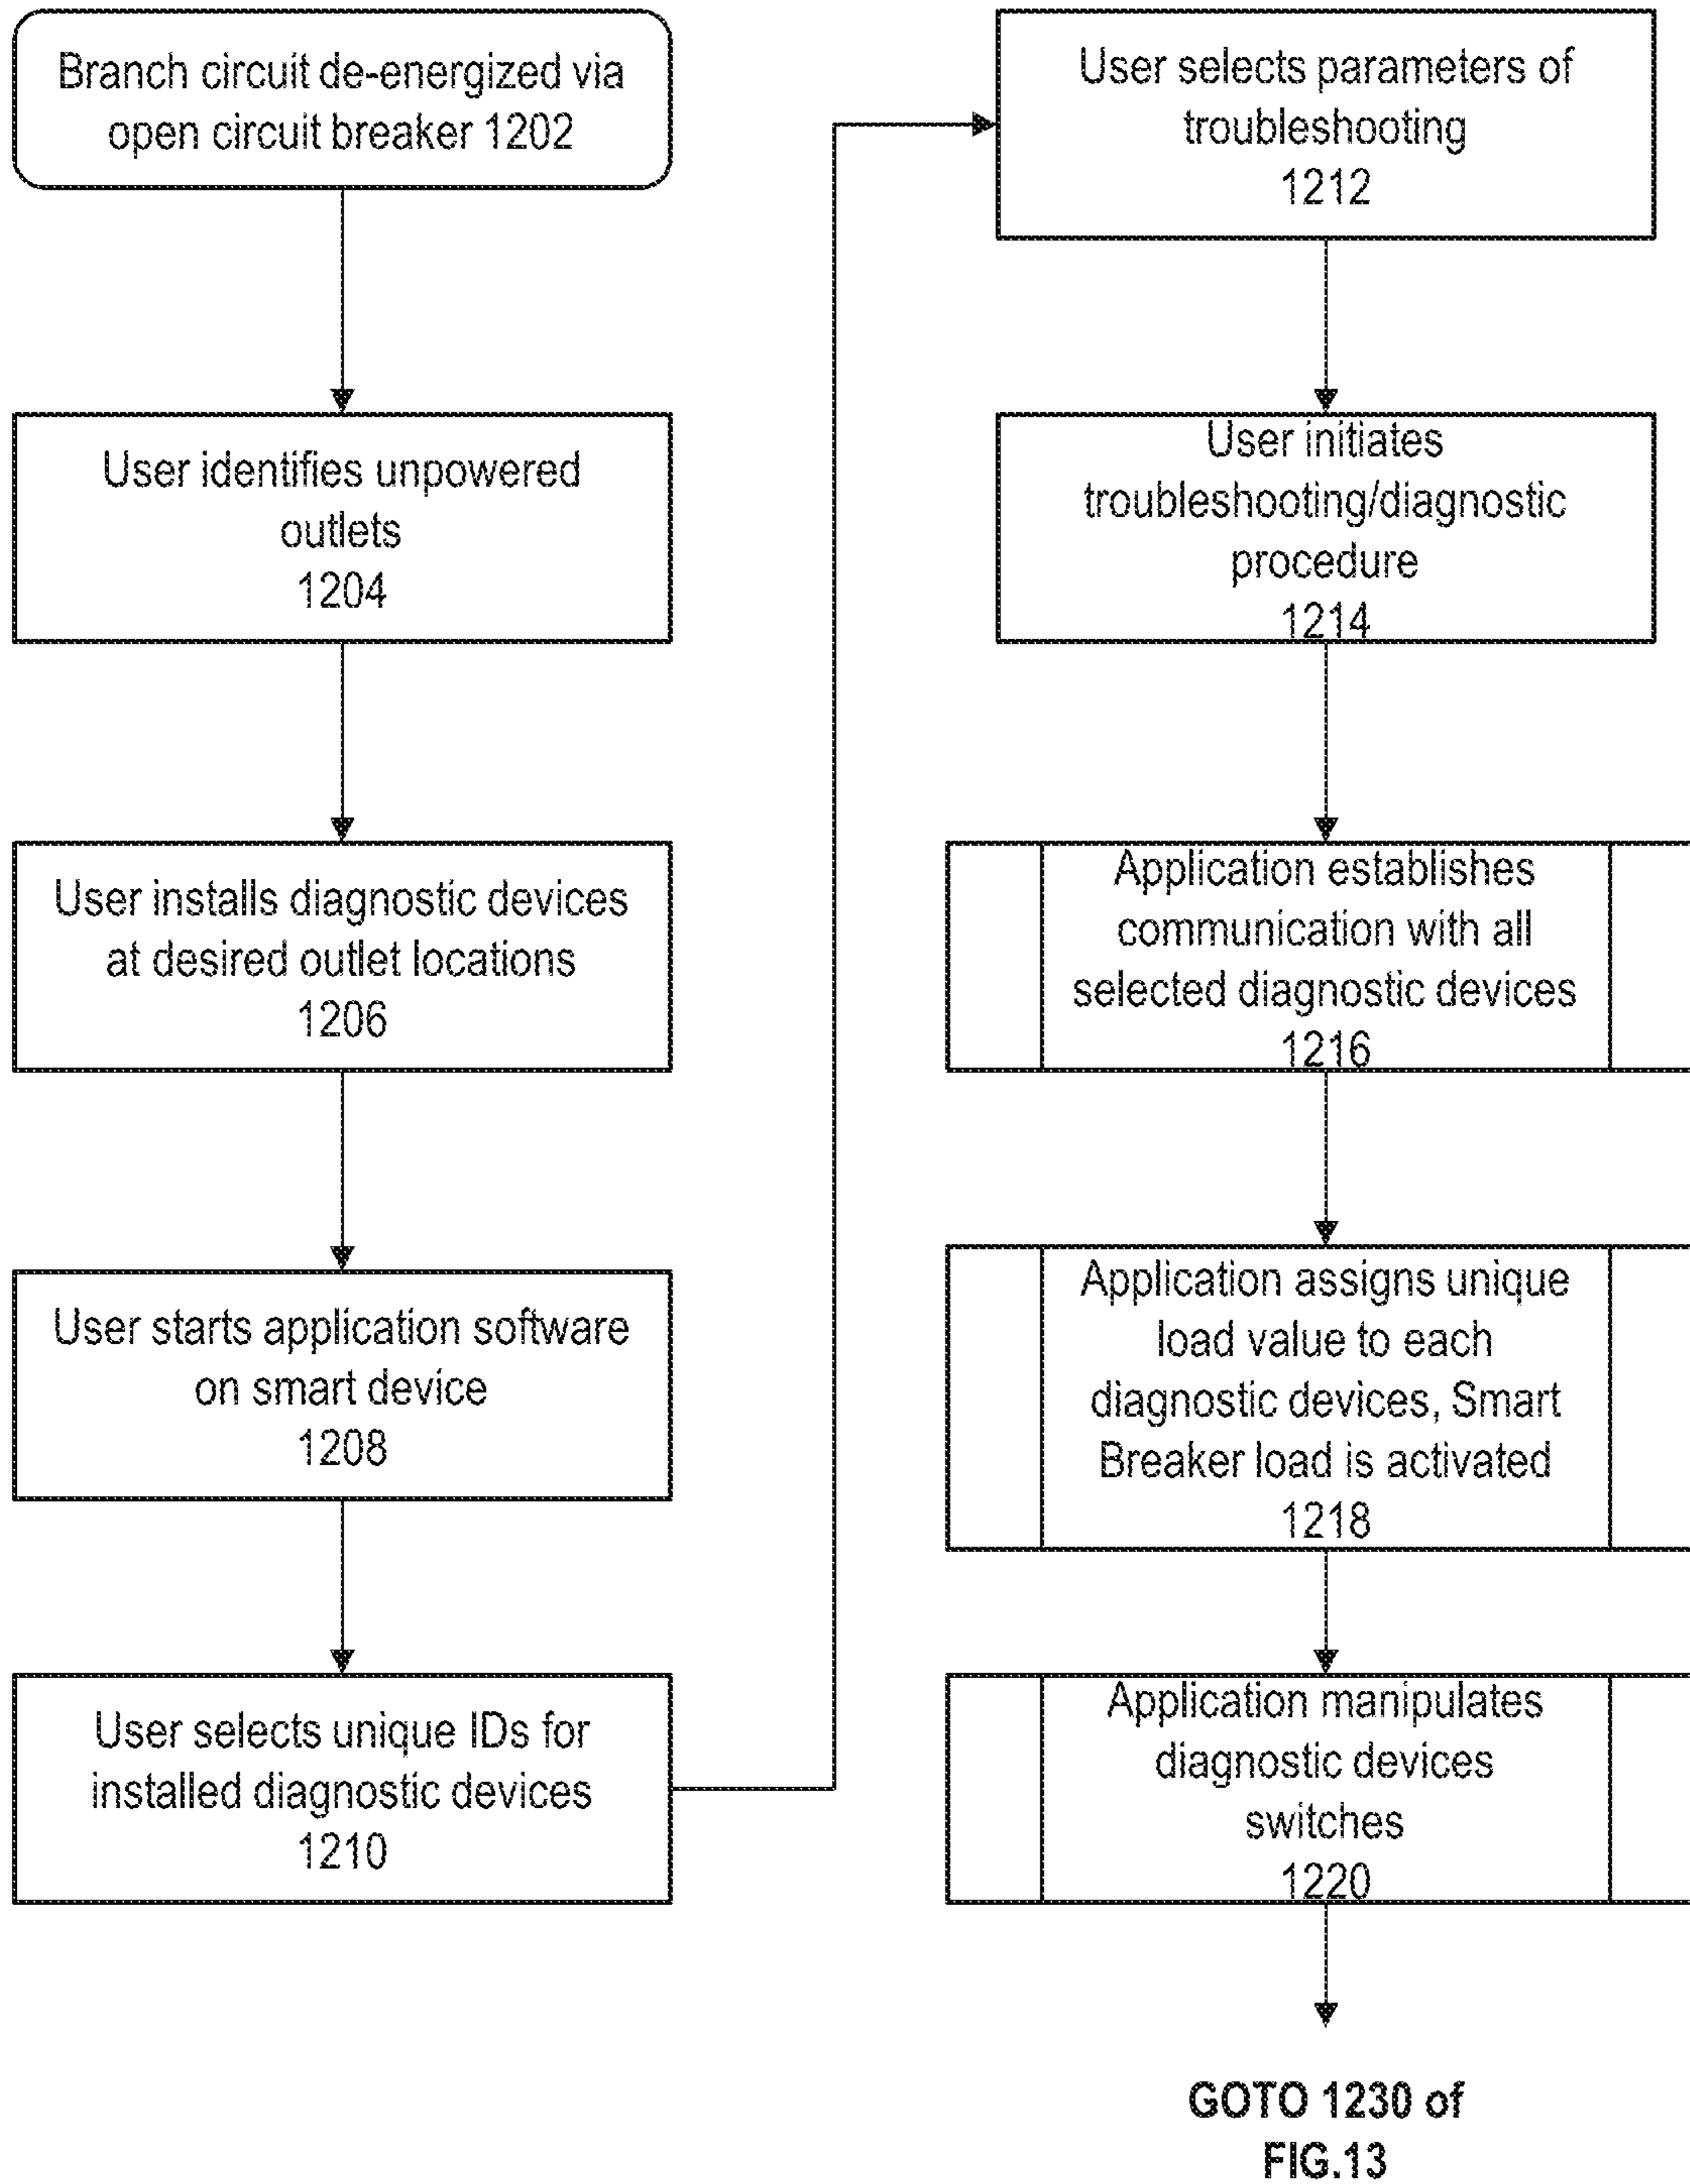 Branch circuit de-energized via
open circuit breaker 1202
User identifies unpowered
outlets
1204
User installs diagnostic devices
at desired outlet locations
1206
User starts application software
on smart device
1208
User selects unique IDs for
installed diagnostic devices
1210
User selects parameters of
troubleshooting
1212
User initiates
troubleshooting/diagnostic
procedure
1214
Application establishes
communication with all
selected diagnostic devices
1216
Application assigns unique
load value to each
diagnostic devices, Smart
Breaker load is activated
1218
Application manipulates
diagnostic devices
switches
1220
GOTO 1230 of
FIG.13